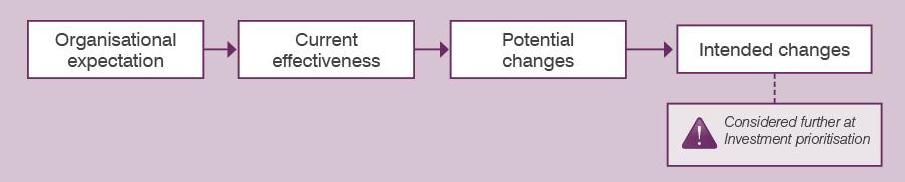 Organisational
expectation
Current
effectiveness
Potential
changes
Intended changes
Considered further at
Investment prioritisation